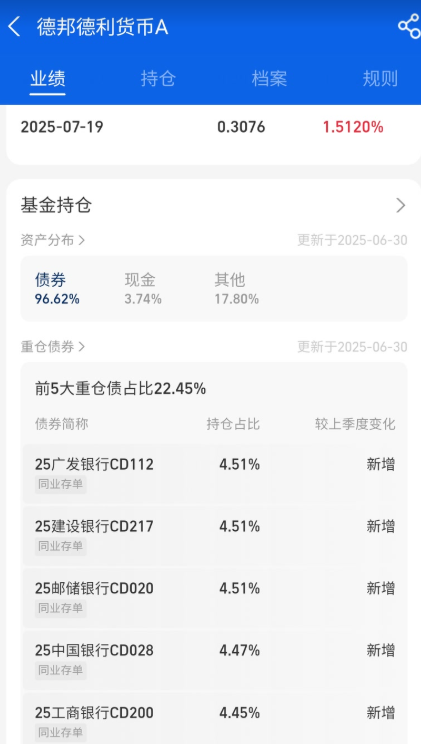 德邦德利货币A
业绩 持仓 档案 规则
2025-07-19 0.3076 1.5120%
基金持仓
资产分布 更新于2025-06-30
债券 现金 其他
96.62% 3.74% 17.80%
重仓债券 更新于2025-06-30
前5大重仓债占比22.45%
债券简称 持仓占比 较上季度变化
25广发银行CD112 4.51% 新增
同业存单
25建设银行CD217 4.51% 新增
同业存单
25邮储银行CD020 4.51% 新增
同业存单
25中国银行CD028 4.47% 新增
同业存单
25工商银行CD200 4.45% 新增
同业存单